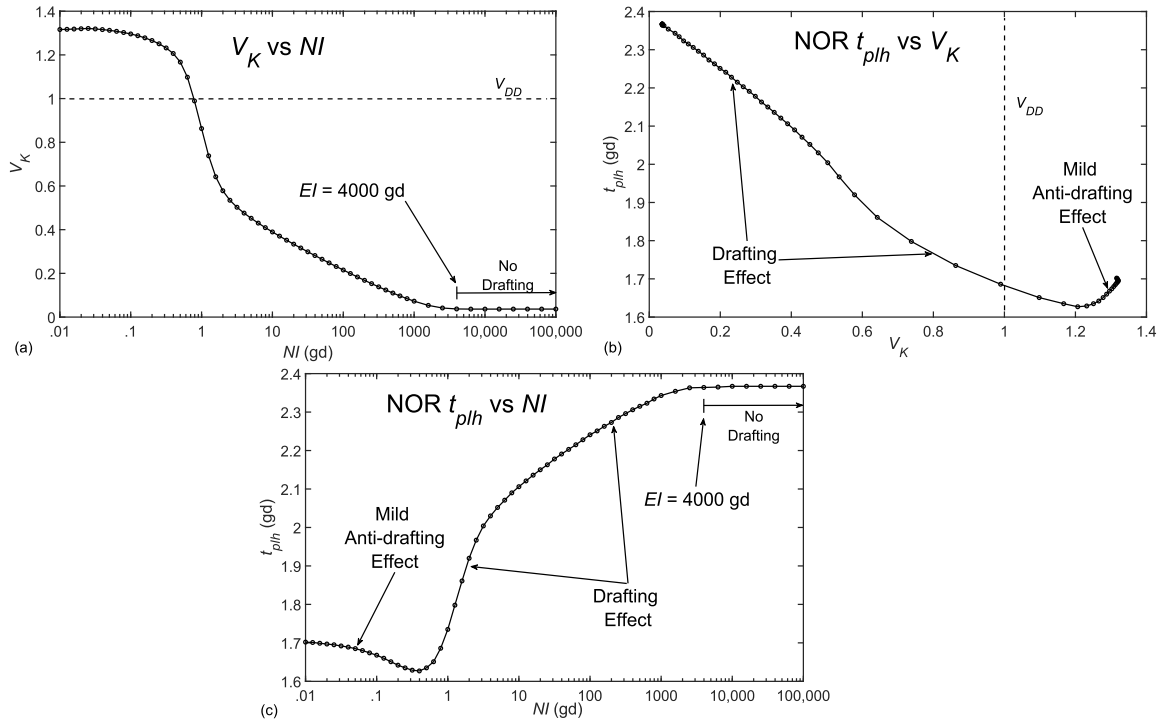 1.4
1.2
1
0.8
0.6
0.4
0.2
0
V_K
V_K vs NI
V_DD
EI = 4000 gd
No
Drafting
.01 .1 1 10 100 1000 10,000 100,000
NI (gd)
(a)
2.4
2.3
2.2
2.1
2
1.9
1.8
1.7
1.6
t_plh (gd)
NOR t_plh vs V_K
V_DD
Mild
Anti-drafting
Effect
Drafting
Effect
0 0.2 0.4 0.6 0.8 1 1.2 1.4
V_K
(b)
2.4
2.3
2.2
2.1
2
1.9
1.8
1.7
1.6
t_plh (gd)
NOR t_plh vs NI
No
Drafting
EI = 4000 gd
Mild
Anti-drafting
Effect
Drafting
Effect
.01 .1 1 10 100 1000 10,000 100,000
NI (gd)
(c)